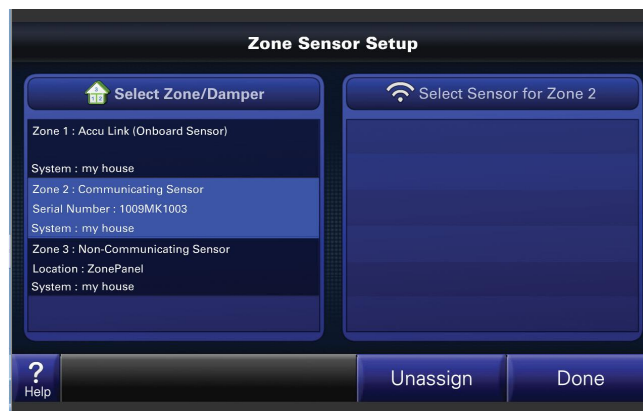 Zone Sensor Setup
Select Zone/Damper
Select Sensor for Zone 2
Zone 1 : Accu Link (Onboard Sensor)
System : my house
Zone 2 : Communicating Sensor
Serial Number : 1009MK1003
System : my house
Zone 3 : Non-Communicating Sensor
Location : ZonePanel
System : my house
?
Help
Unassign
Done